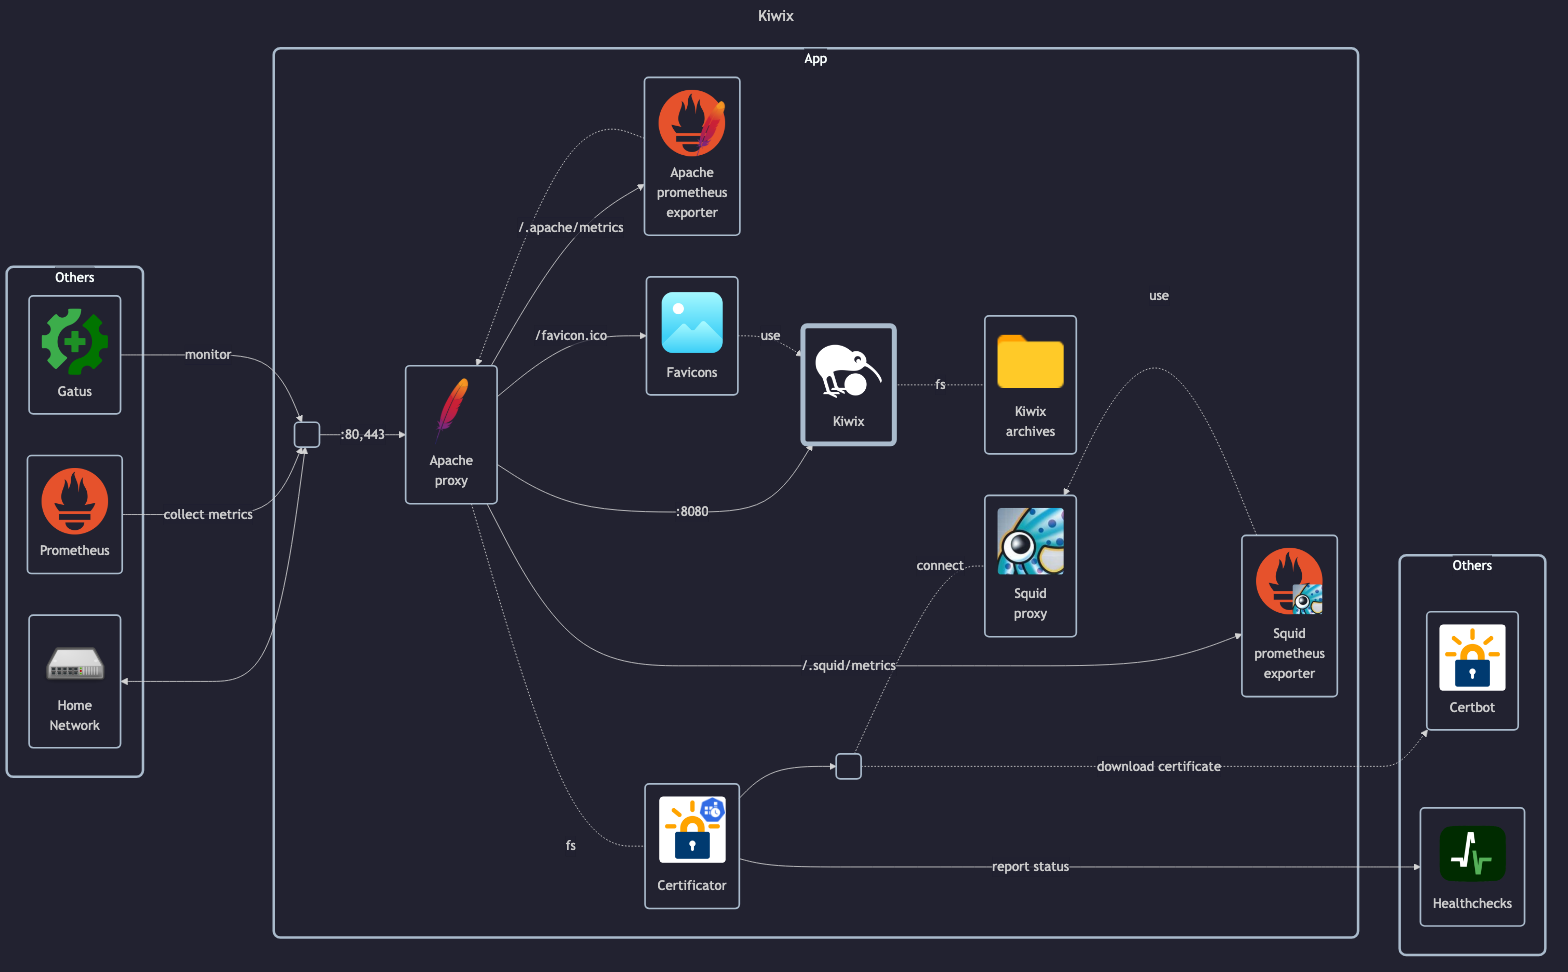 Kiwix
App
Apache
prometheus
exporter
/.apache/metrics
Others
Gatus
monitor
Prometheus
collect metrics
Home
Network
:80,443
Apache
proxy
/favicon.ico
Favicons
use
Kiwix
fs
Kiwix
archives
use
:8080
connect
Squid
proxy
/.squid/metrics
Squid
prometheus
exporter
fs
Certificator
download certificate
report status
Others
Certbot
Healthchecks